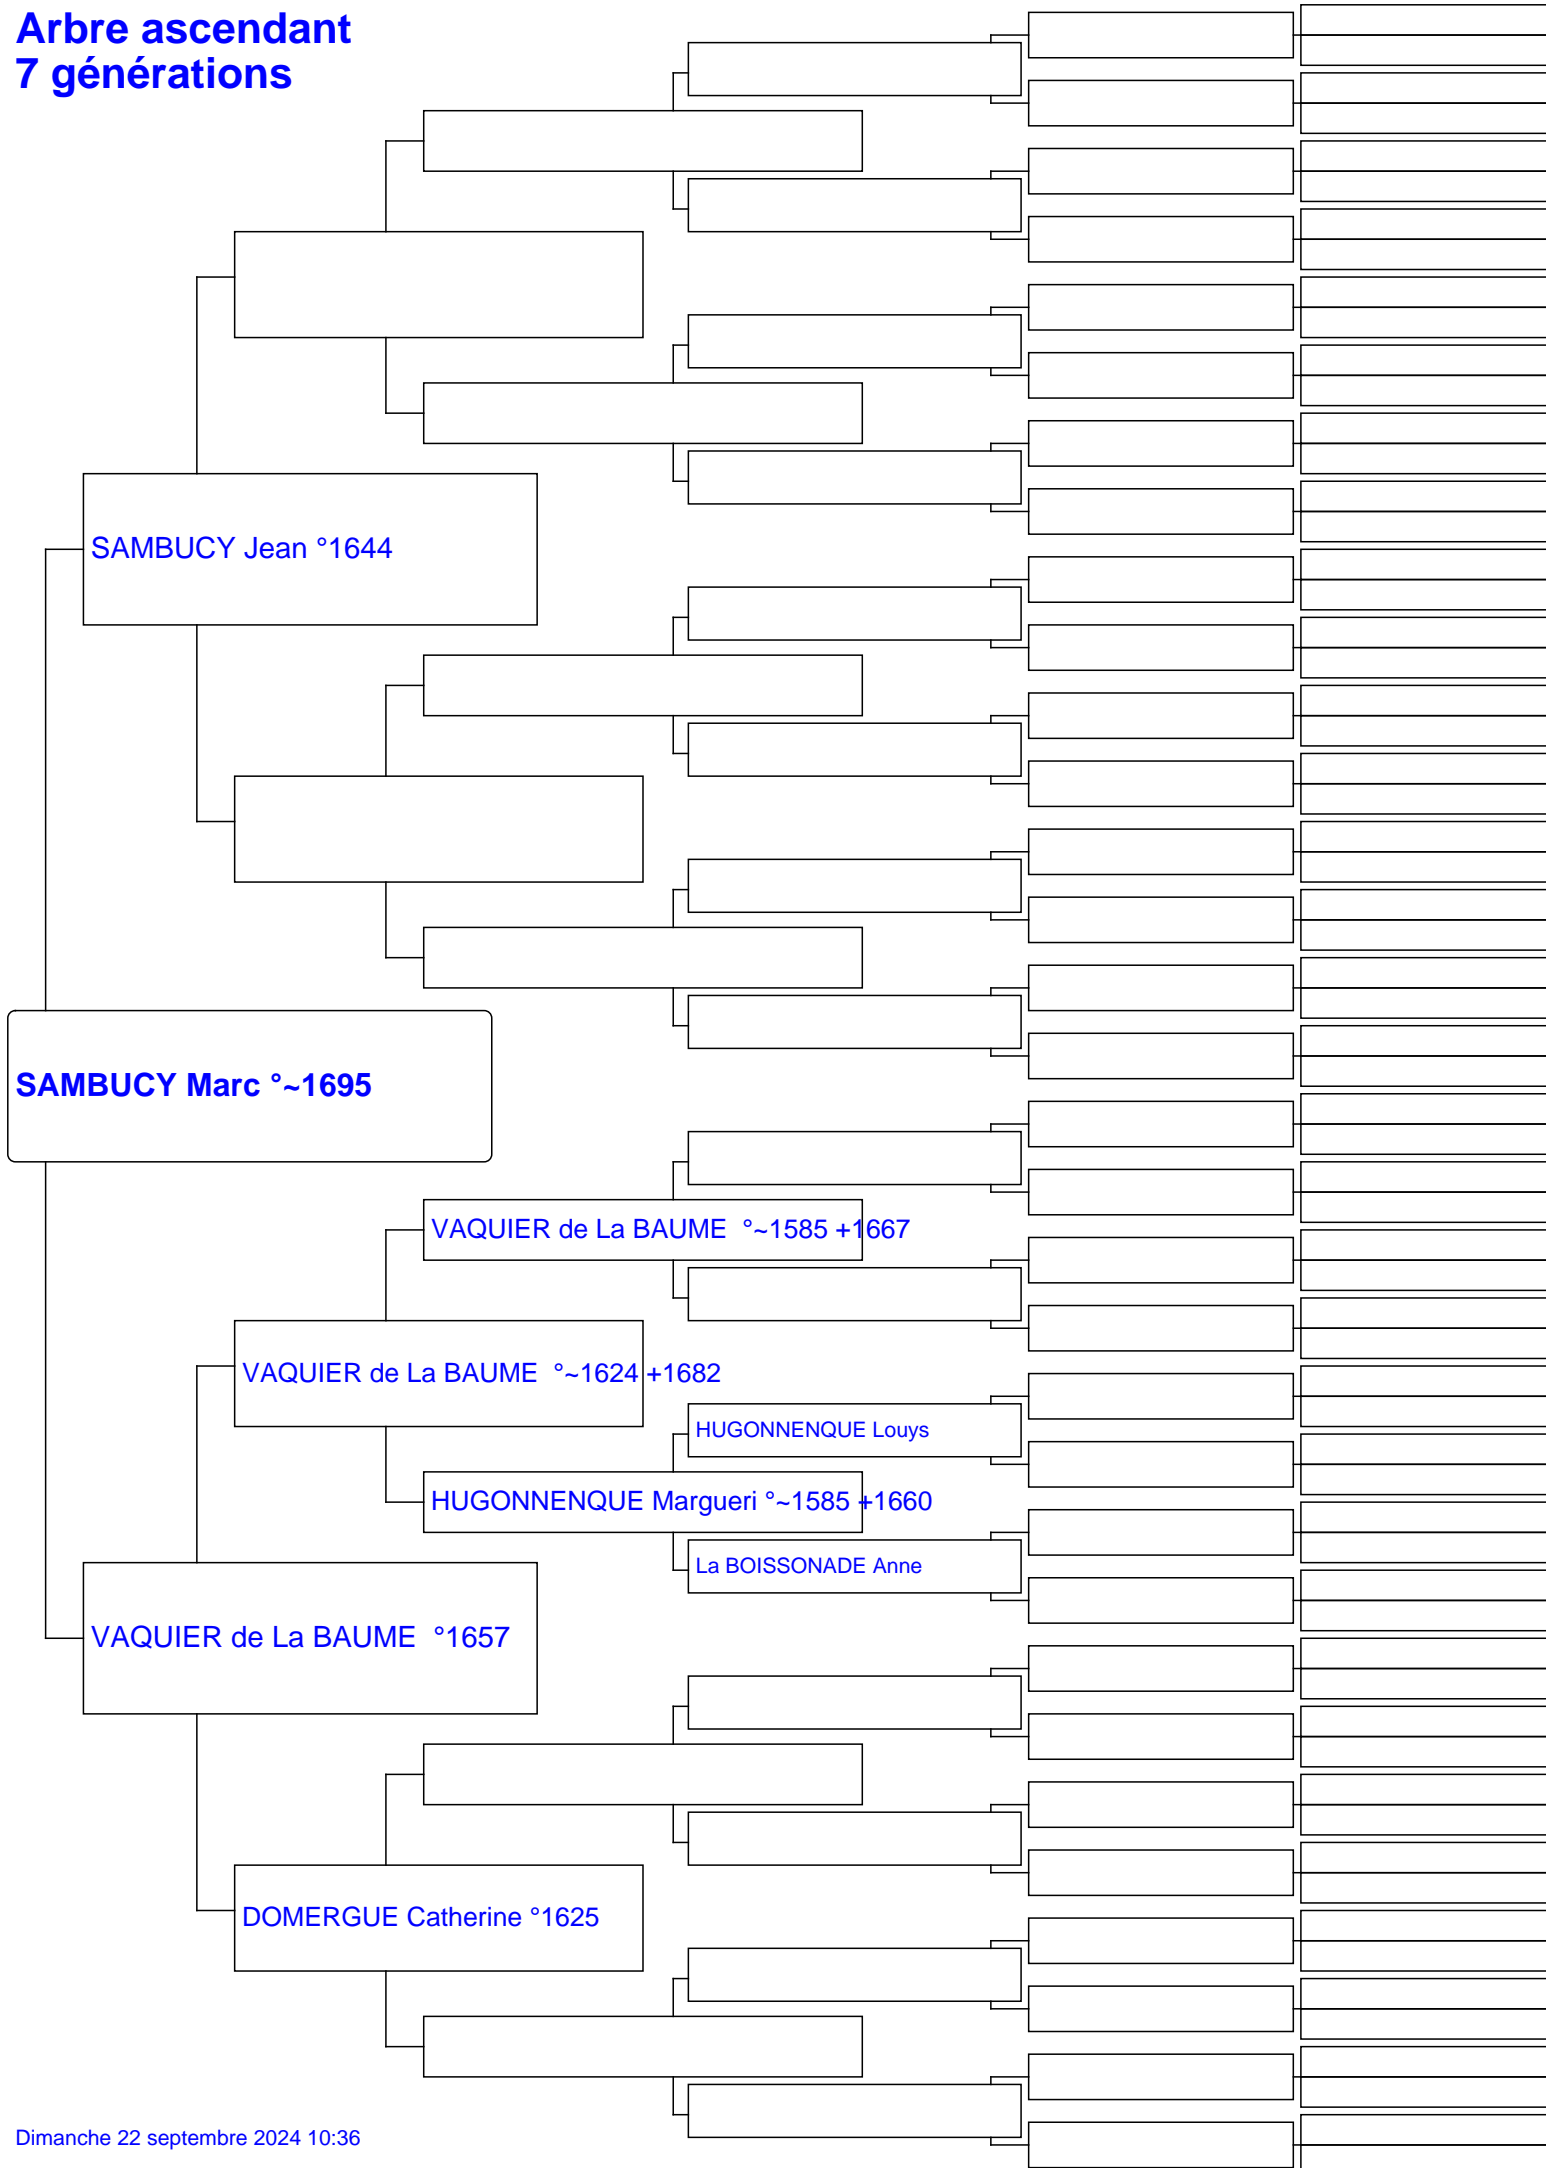 Arbre ascendant
7 générations
SAMBUCY Jean °1644
SAMBUCY Marc °~1695
VAQUIER de La BAUME  °~1585 +1667
VAQUIER de La BAUME  °~1624 +1682
HUGONNENQUE Louys
HUGONNENQUE Margueri °~1585 +1660
La BOISSONADE Anne
VAQUIER de La BAUME  °1657
DOMERGUE Catherine °1625
Dimanche 22 septembre 2024 10:36